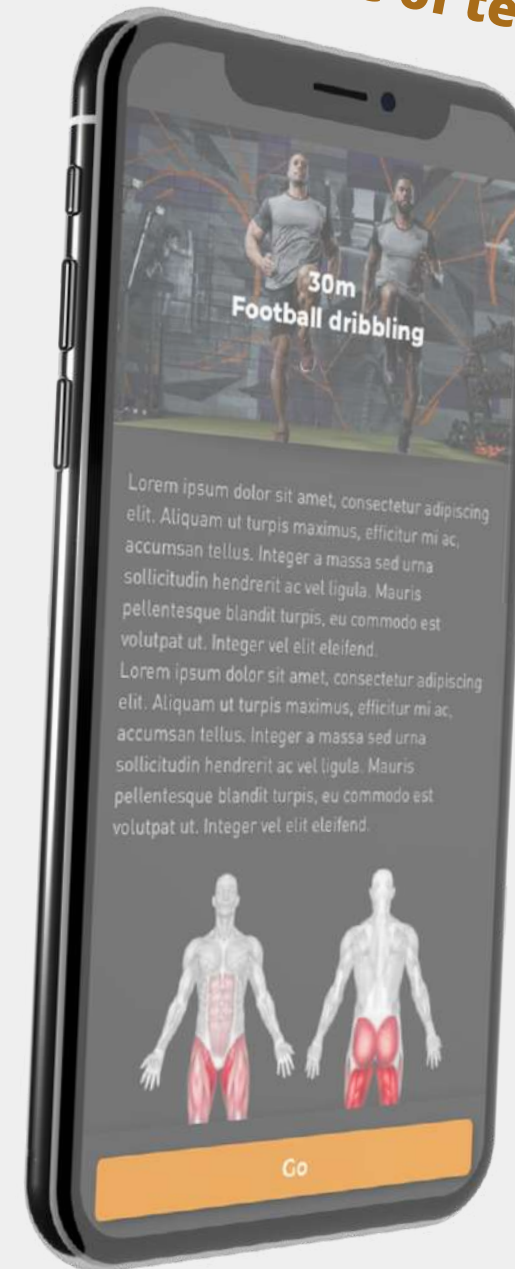 of te
30m
Football dribbling
Lorem ipsum dolor sit amet, consectetur adipiscing
elit. Aliquam ut turpis maximus, efficitur mi ac,
accumsan tellus. Integer a massa sed urna
sollicitudin hendrerit ac vel ligula. Mauris
pellentesque blandit turpis, eu commodo est
volutpat ut. Integer vel elit eleifend.
Lorem ipsum dolor sit amet, consectetur adipiscing
elit. Aliquam ut turpis maximus, efficitur mi ac,
accumsan tellus. Integer a massa sed urna
sollicitudin hendrerit ac vel ligula. Mauris
pellentesque blandit turpis, eu commodo est
volutpat ut. Integer vel elit eleifend.
Go